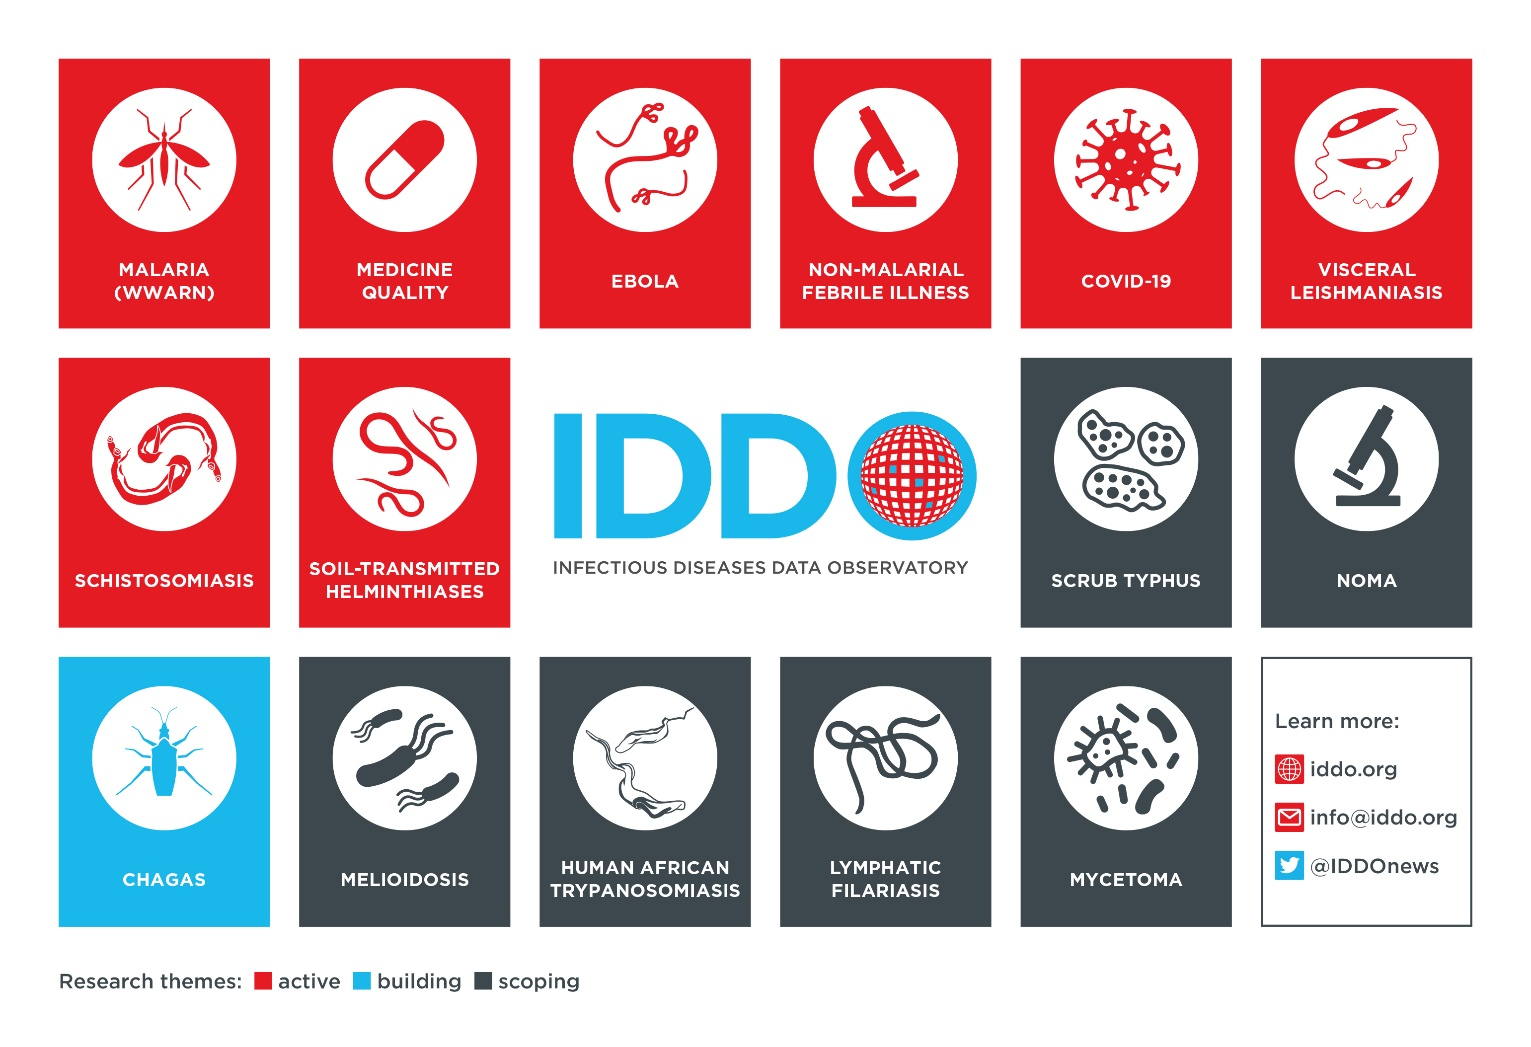 MALARIA
(WWARN)
MEDICINE
QUALITY
EBOLA
NON-MALARIAL
FEBRILE ILLNESS
COVID-19
VISCERAL
LEISHMANIASIS
SCHISTOSOMIASIS
SOIL-TRANSMITTED
HELMINTHIASES
IDDO
INFECTIOUS DISEASES DATA OBSERVATORY
SCRUB TYPHUS
NOMA
CHAGAS
MELIOIDOSIS
HUMAN AFRICAN
TRYPANOSOMIASIS
LYMPHATIC
FILARIASIS
MYCETOMA
Learn more:
iddo.org
info@iddo.org
@IDDOnews
Research themes: active building scoping